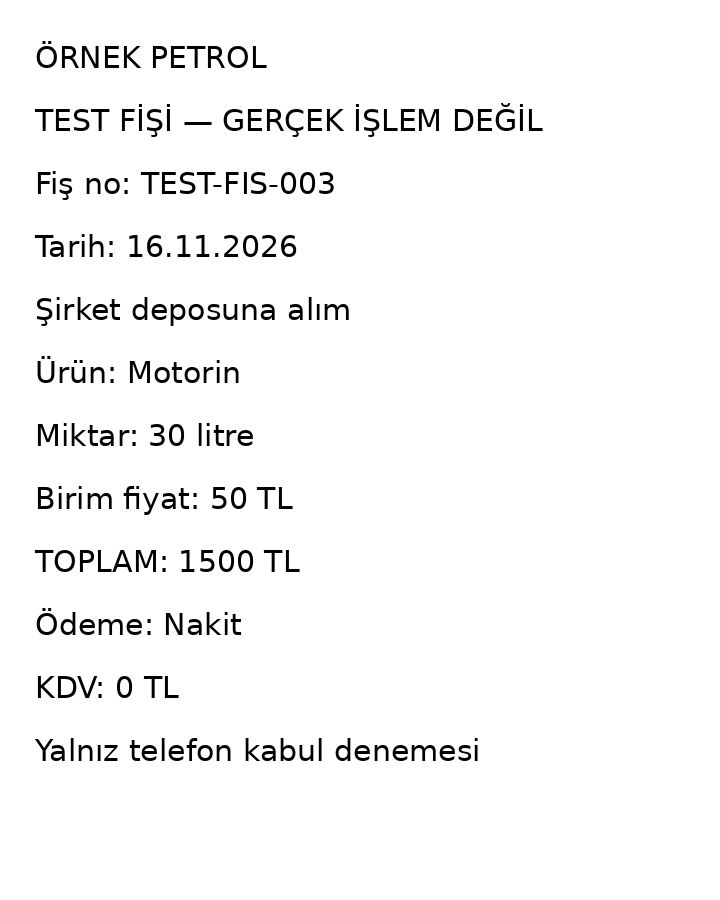 ÖRNEK PETROL
TEST FİŞİ — GERÇEK İŞLEM DEĞİL
Fiş no: TEST-FIS-003
Tarih: 16.11.2026
Şirket deposuna alım
Ürün: Motorin
Miktar: 30 litre
Birim fiyat: 50 TL
TOPLAM: 1500 TL
Ödeme: Nakit
KDV: 0 TL
Yalnız telefon kabul denemesi